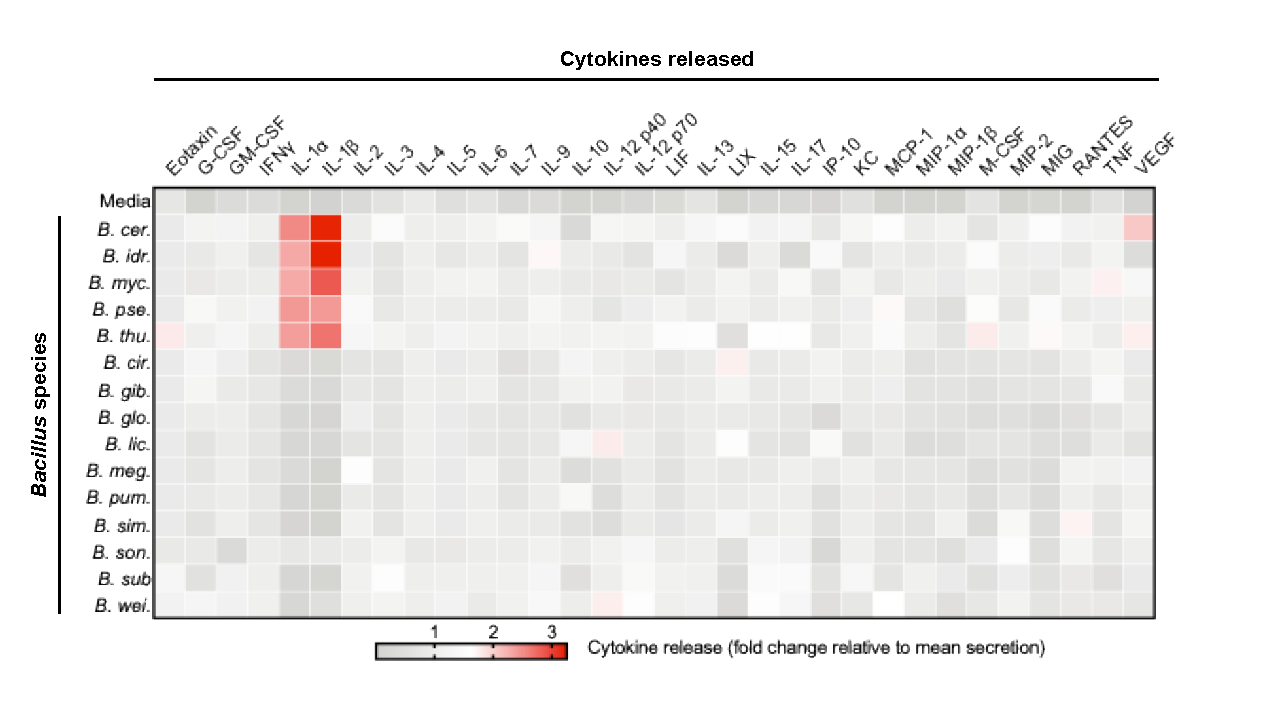 Cytokines released
Eotaxin
G-CSF
GM-CSF
IFNγ
IL-1α
IL-1β
IL-2
IL-3
IL-4
IL-5
IL-6
IL-7
IL-9
IL-10
IL-12 p40
IL-12 p70
LIF
IL-13
LIX
IL-15
IL-17
IP-10
KC
MCP-1
MIP-1α
MIP-1β
M-CSF
MIP-2
MIG
RANTES
TNF
VEGF
Bacillus species
Media
B. cer.
B. idr.
B. myc.
B. pse.
B. thu.
B. cir.
B. gib.
B. glo.
B. lic.
B. meg.
B. pum.
B. sim.
B. son.
B. sub
B. wei.
1 2 3
Cytokine release (fold change relative to mean secretion)